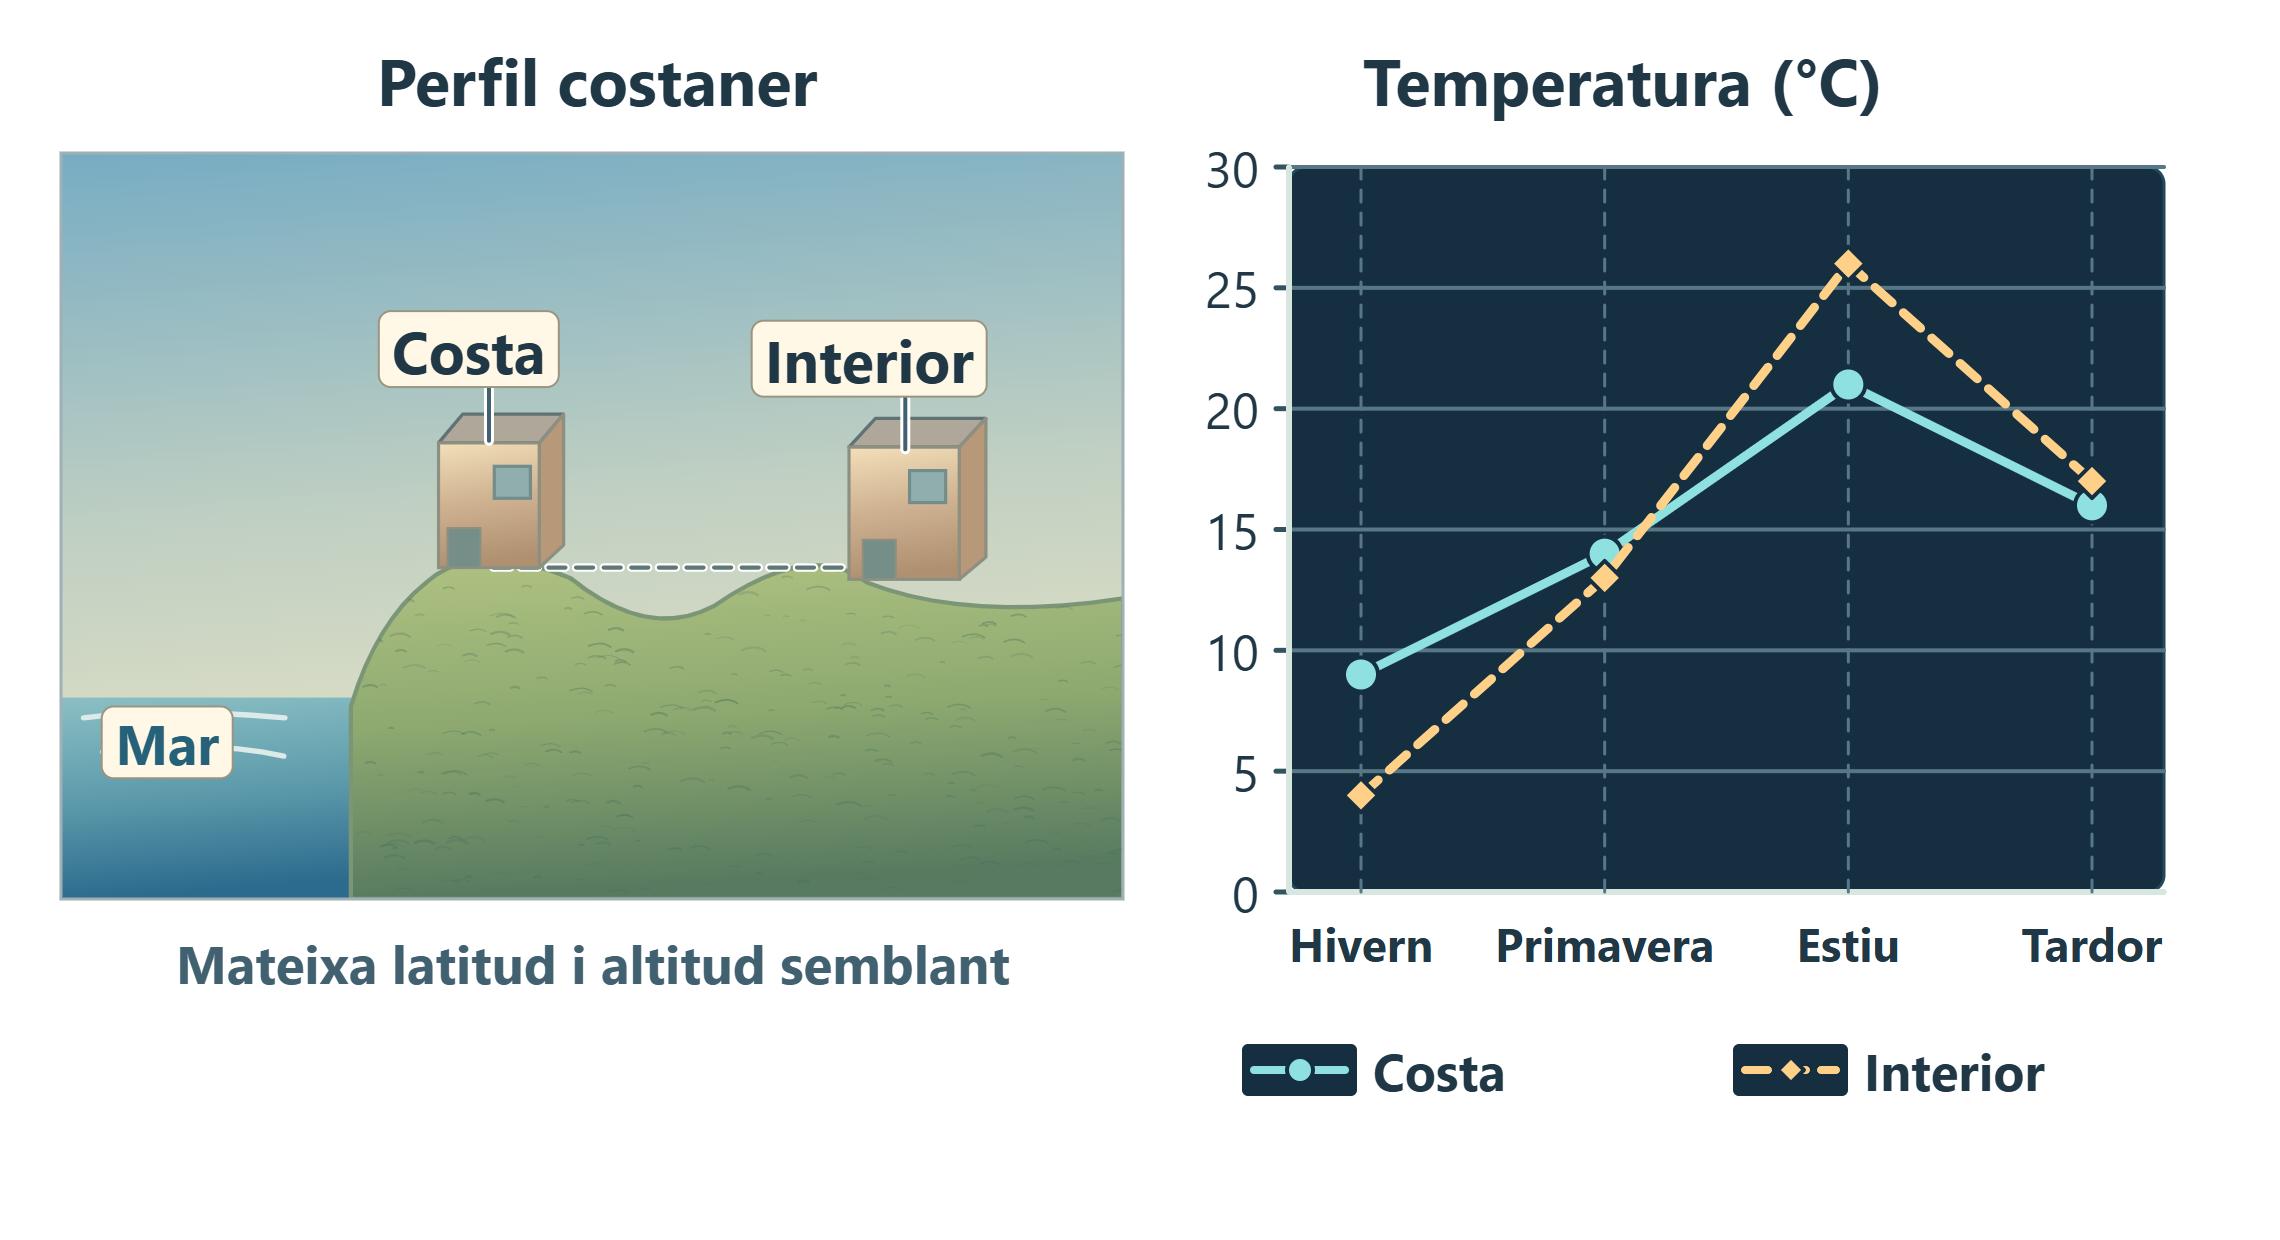 Perfil costaner
Costa
Interior
Mar
Mateixa latitud i altitud semblant
Temperatura (°C)
30
25
20
15
10
5
0
Hivern Primavera Estiu Tardor
Costa Interior